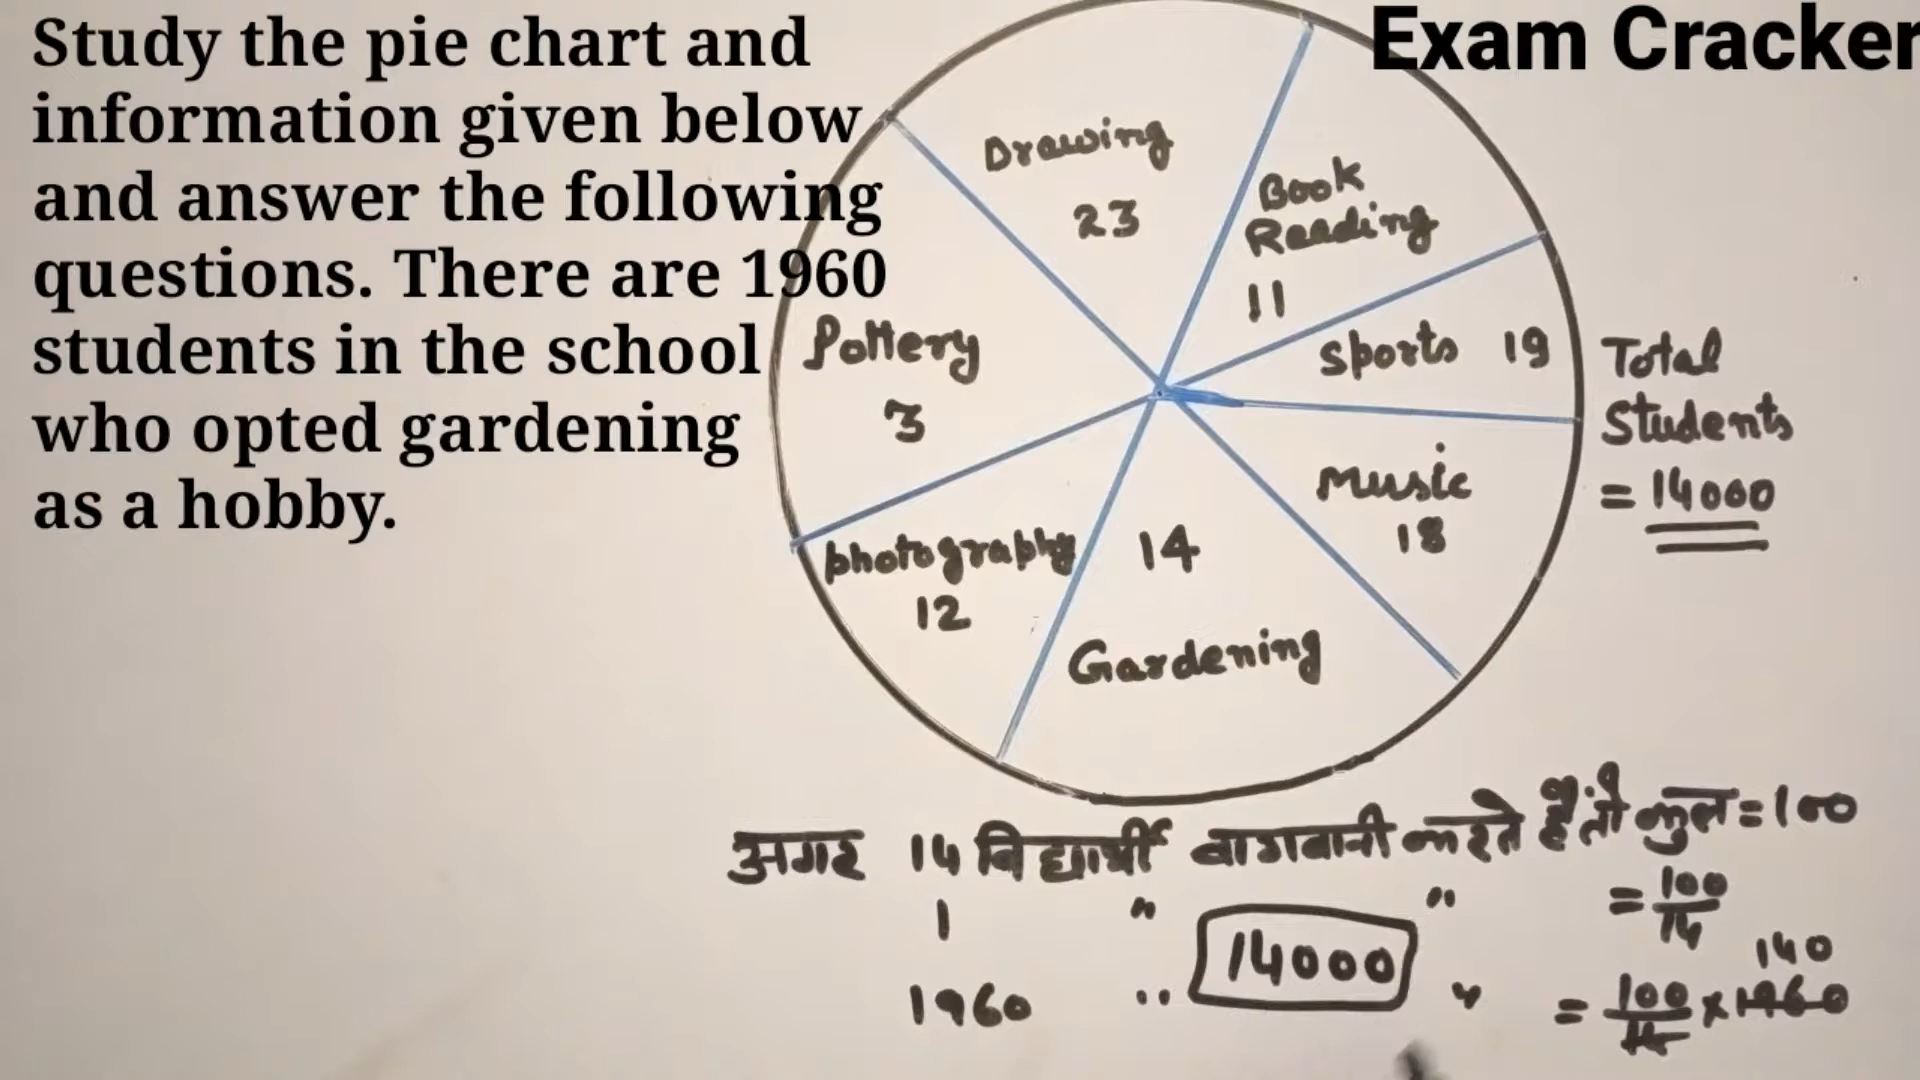 Study the pie chart and
information given below
and answer the following
questions. There are 1960
students in the school
who opted gardening
as a hobby.
Exam Cracker
Drawing
23
Book
Reading
11
Sports 19
Music
18
14
Gardening
photography
12
Pottery
3
Total
Students
= 14000
अगर 14 विद्यार्थी बागवानी करते हैं तो कुल = 100
1 " " = 100/14
140
1960 " 14000 " = 100/14 × 1960